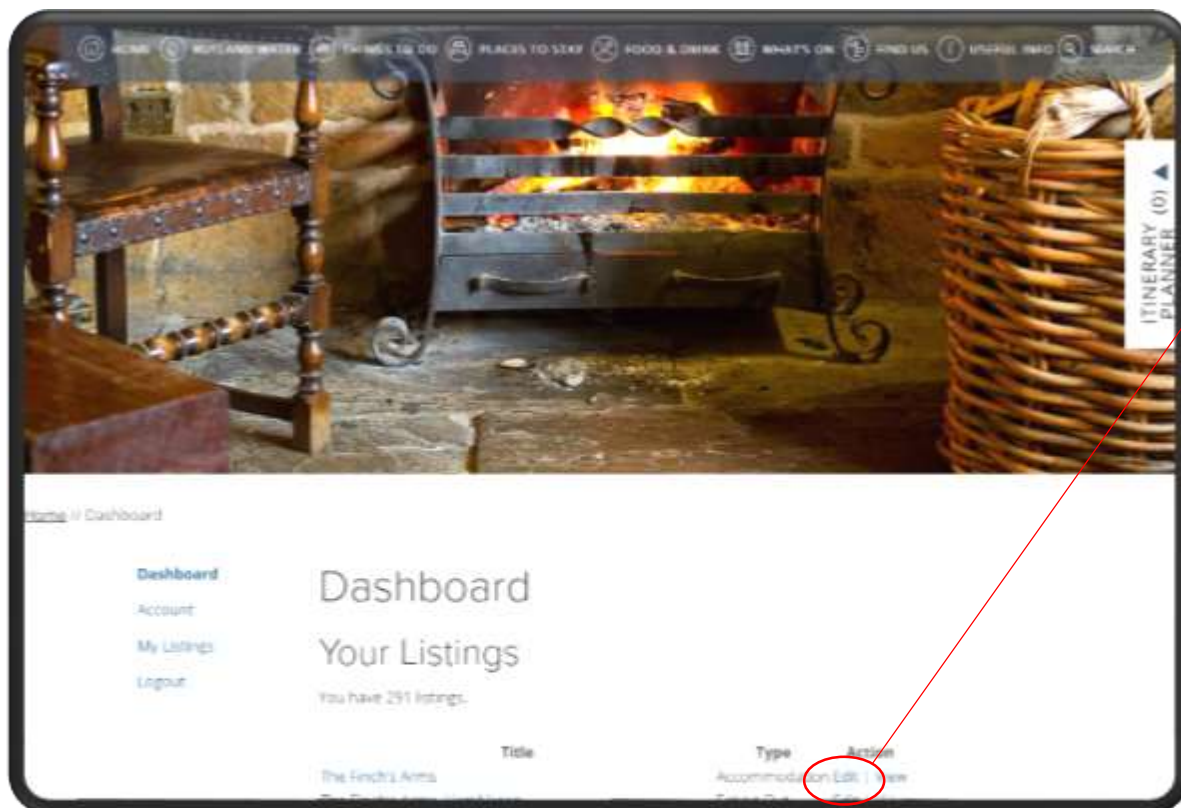 HOME RUTLAND WATER THINGS TO DO PLACES TO STAY FOOD & DRINK WHAT'S ON FIND US USEFUL INFO SEARCH
ITINERARY PLANNER (0)
Home // Dashboard
Dashboard
Account
My Listings
Logout
Dashboard
Your Listings
You have 291 listings.
Title Type Action
The Finch's Arms Accommodation Edit | View